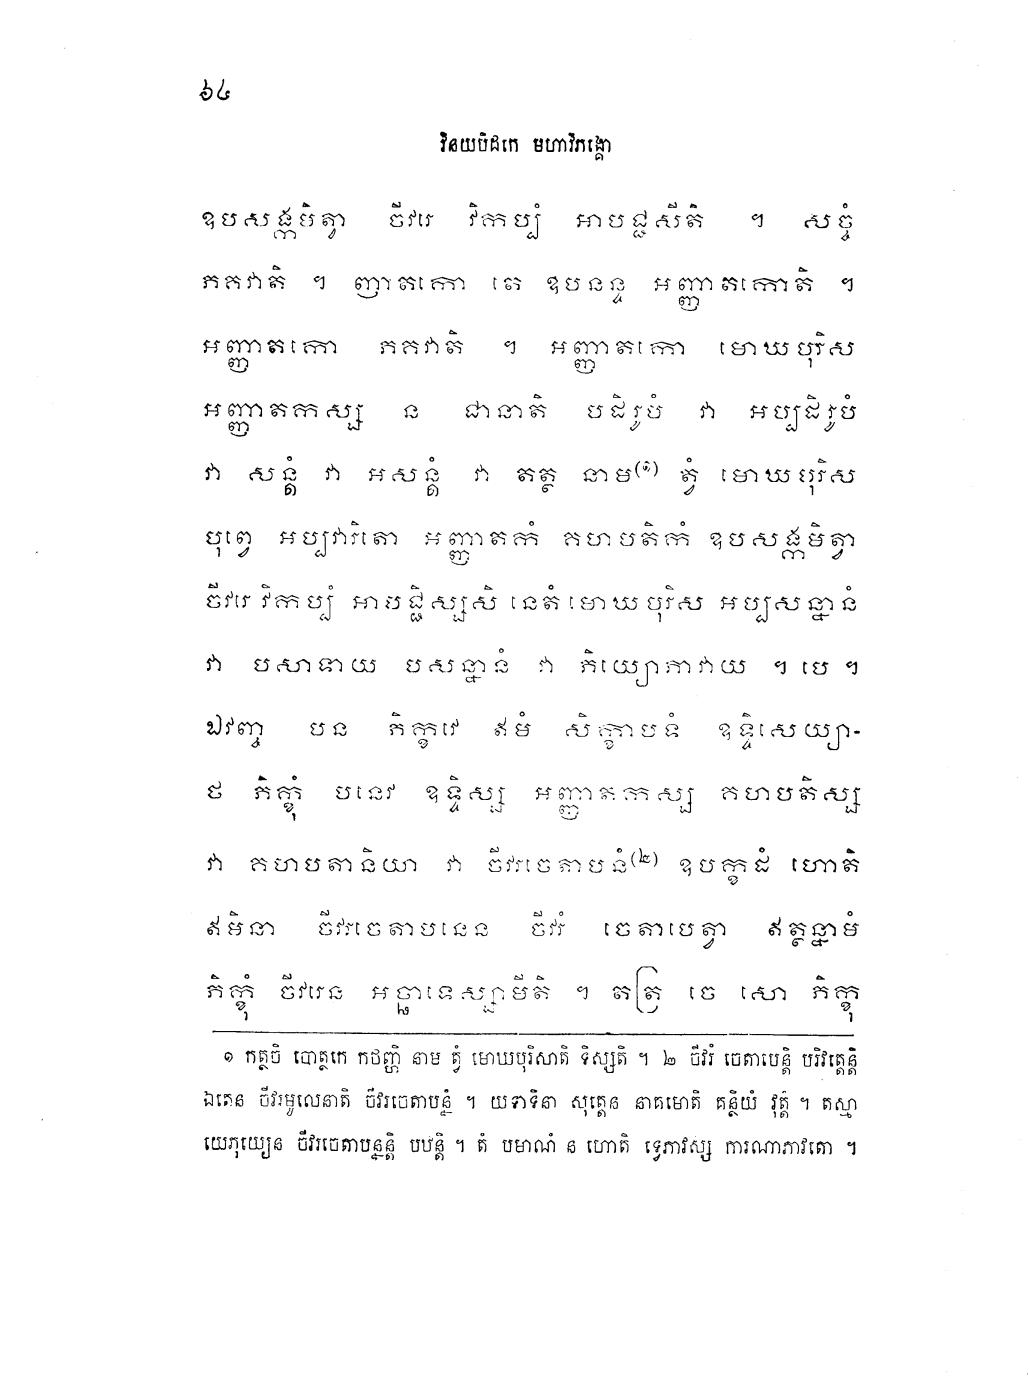 ៦៤
វិនយបិដកេ មហាវិភង្គោ
ឧបសង្កមិត្វា ចីវរេ វិកប្បំ អាបជ្ជសីតិ ។ សច្ចំ
ភគវាតិ ។ ញាតកោ តេ ឧបនន្ទ អញ្ញាតកោតិ ។
អញ្ញាតកោ ភគវាតិ ។ អញ្ញាតកោ មោឃបុរិស
អញ្ញាតកស្ស ន ជានាតិ បដិរូបំ វា អប្បដិរូបំ
វា សន្តំ វា អសន្តំ វា តត្ថ នាម(១) ត្វំ មោឃបុរិស
បុព្វេ អប្បវារិតោ អញ្ញាតកំ គហបតិកំ ឧបសង្កមិត្វា
ចីវរេ វិកប្បំ អាបជ្ជិស្សសិ នេតំ មោឃបុរិស អប្បសន្នានំ
វា បសាទាយ បសន្នានំ វា ភិយ្យោភាវាយ ។ បេ ។
ឯវញ្ច បន ភិក្ខវេ ឥមំ សិក្ខាបទំ ឧទ្ទិសេយ្យា-
ថ ភិក្ខុំ បនេវ ឧទ្ទិស្ស អញ្ញាតកស្ស គហបតិស្ស
វា គហបតានិយា វា ចីវរចេតាបនំ(២) ឧបក្ខដំ ហោតិ
ឥមិនា ចីវរចេតាបនេន ចីវរំ ចេតាបេត្វា ឥត្ថន្នាមំ
ភិក្ខុំ ចីវរេន អច្ឆាទេស្សាមីតិ ។ តត្រ ចេ សោ ភិក្ខុ
១ កត្ថចិ បោត្ថកេ កថញ្ហិ នាម ត្វំ មោឃបុរិសាតិ ទិស្សតិ ។ ២ ចីវរំ ចេតាបេន្តិ បរិវត្តេន្តិ
ឯតេន ចីវរមូលេនាតិ ចីវរចេតាបន្នំ ។ យទាទិនា សុត្តេន នាគមោតិ គន្ថិយំ វុត្តំ ។ តស្មា
យេភុយ្យេន ចីវរចេតាបន្នន្តិ បឋន្តិ ។ តំ បមាណំ ន ហោតិ ទ្វេភាវស្ស ការណាភាវតោ ។